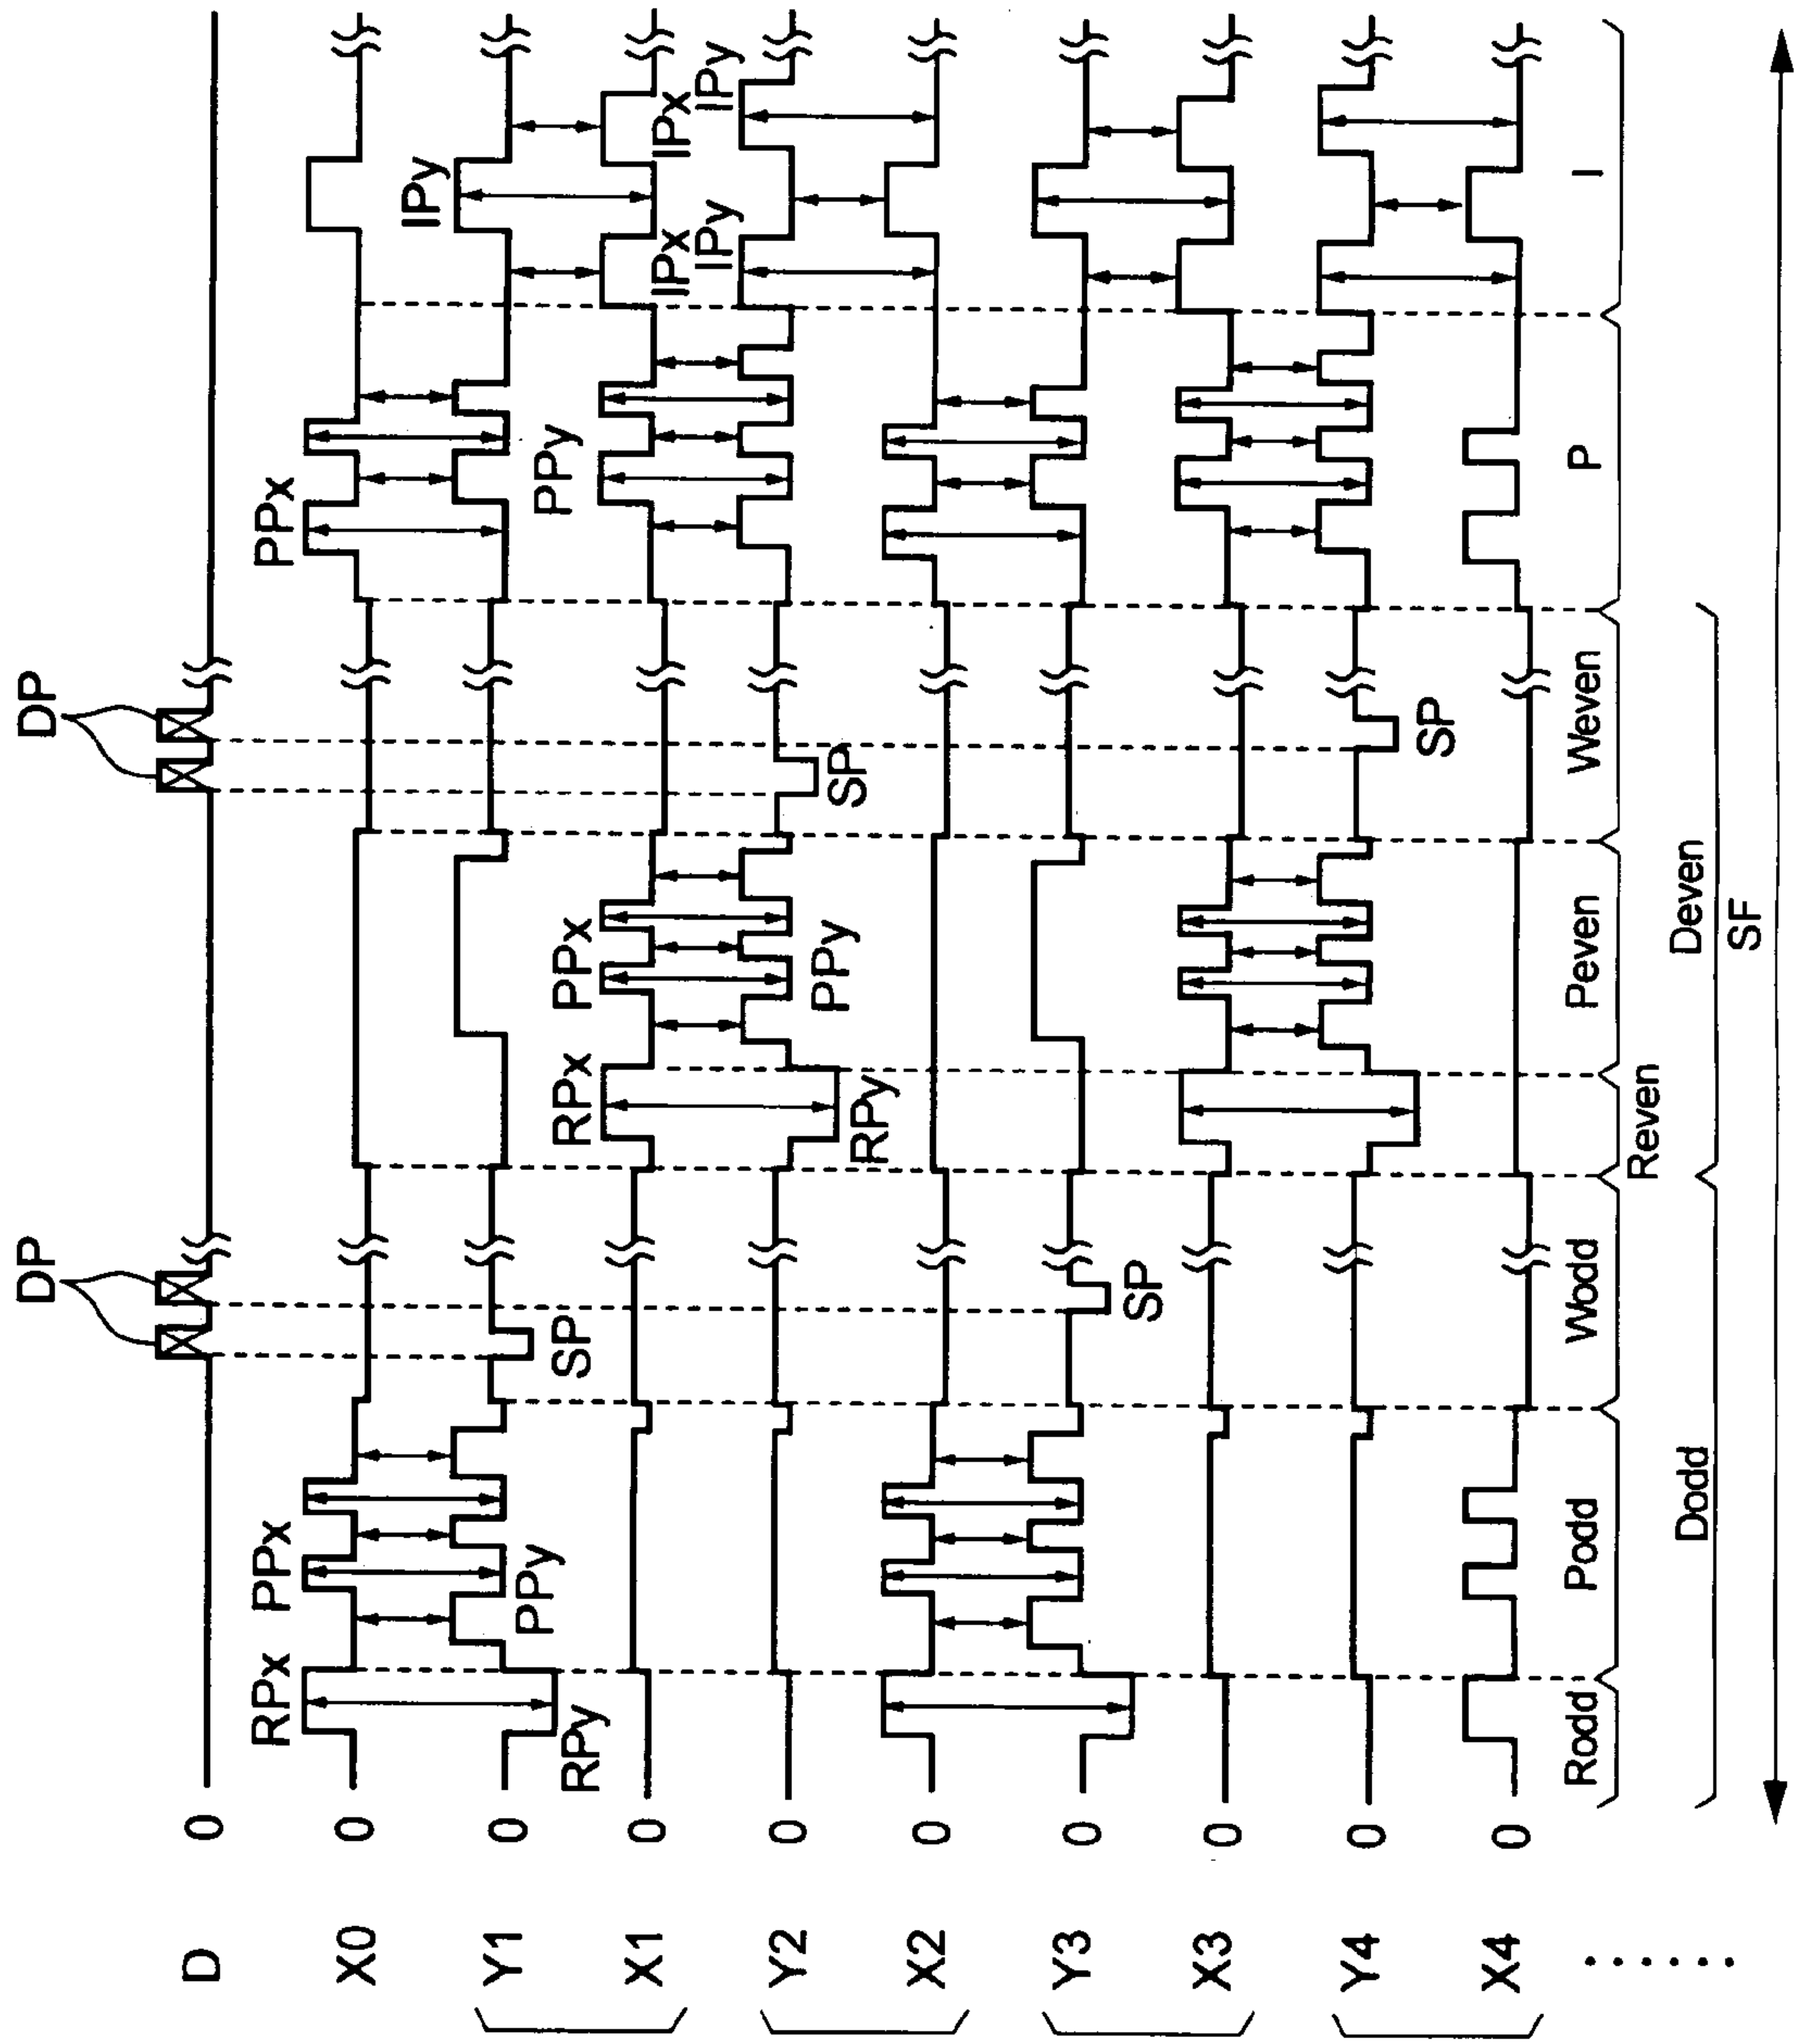 D 0 DP DP
X0 0 RPx PPx PPx
Y1 0 RPy PPy SP IPy
X1 0 RPx PPx PPy IPx IPx
Y2 0 RPy PPy SP IPy IPy
X2 0
Y3 0 SP
X3 0
Y4 0 SP
X4 0
......
Rodd Podd Wodd Reven Peven Weven P I
Dodd Deven
SF